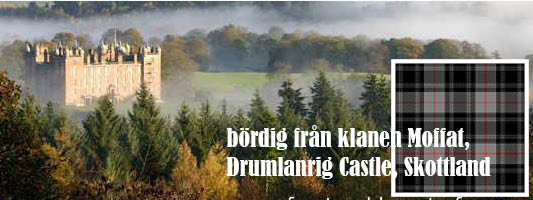 bördig från klanen Moffat,
Drumlanrig Castle, Skottland